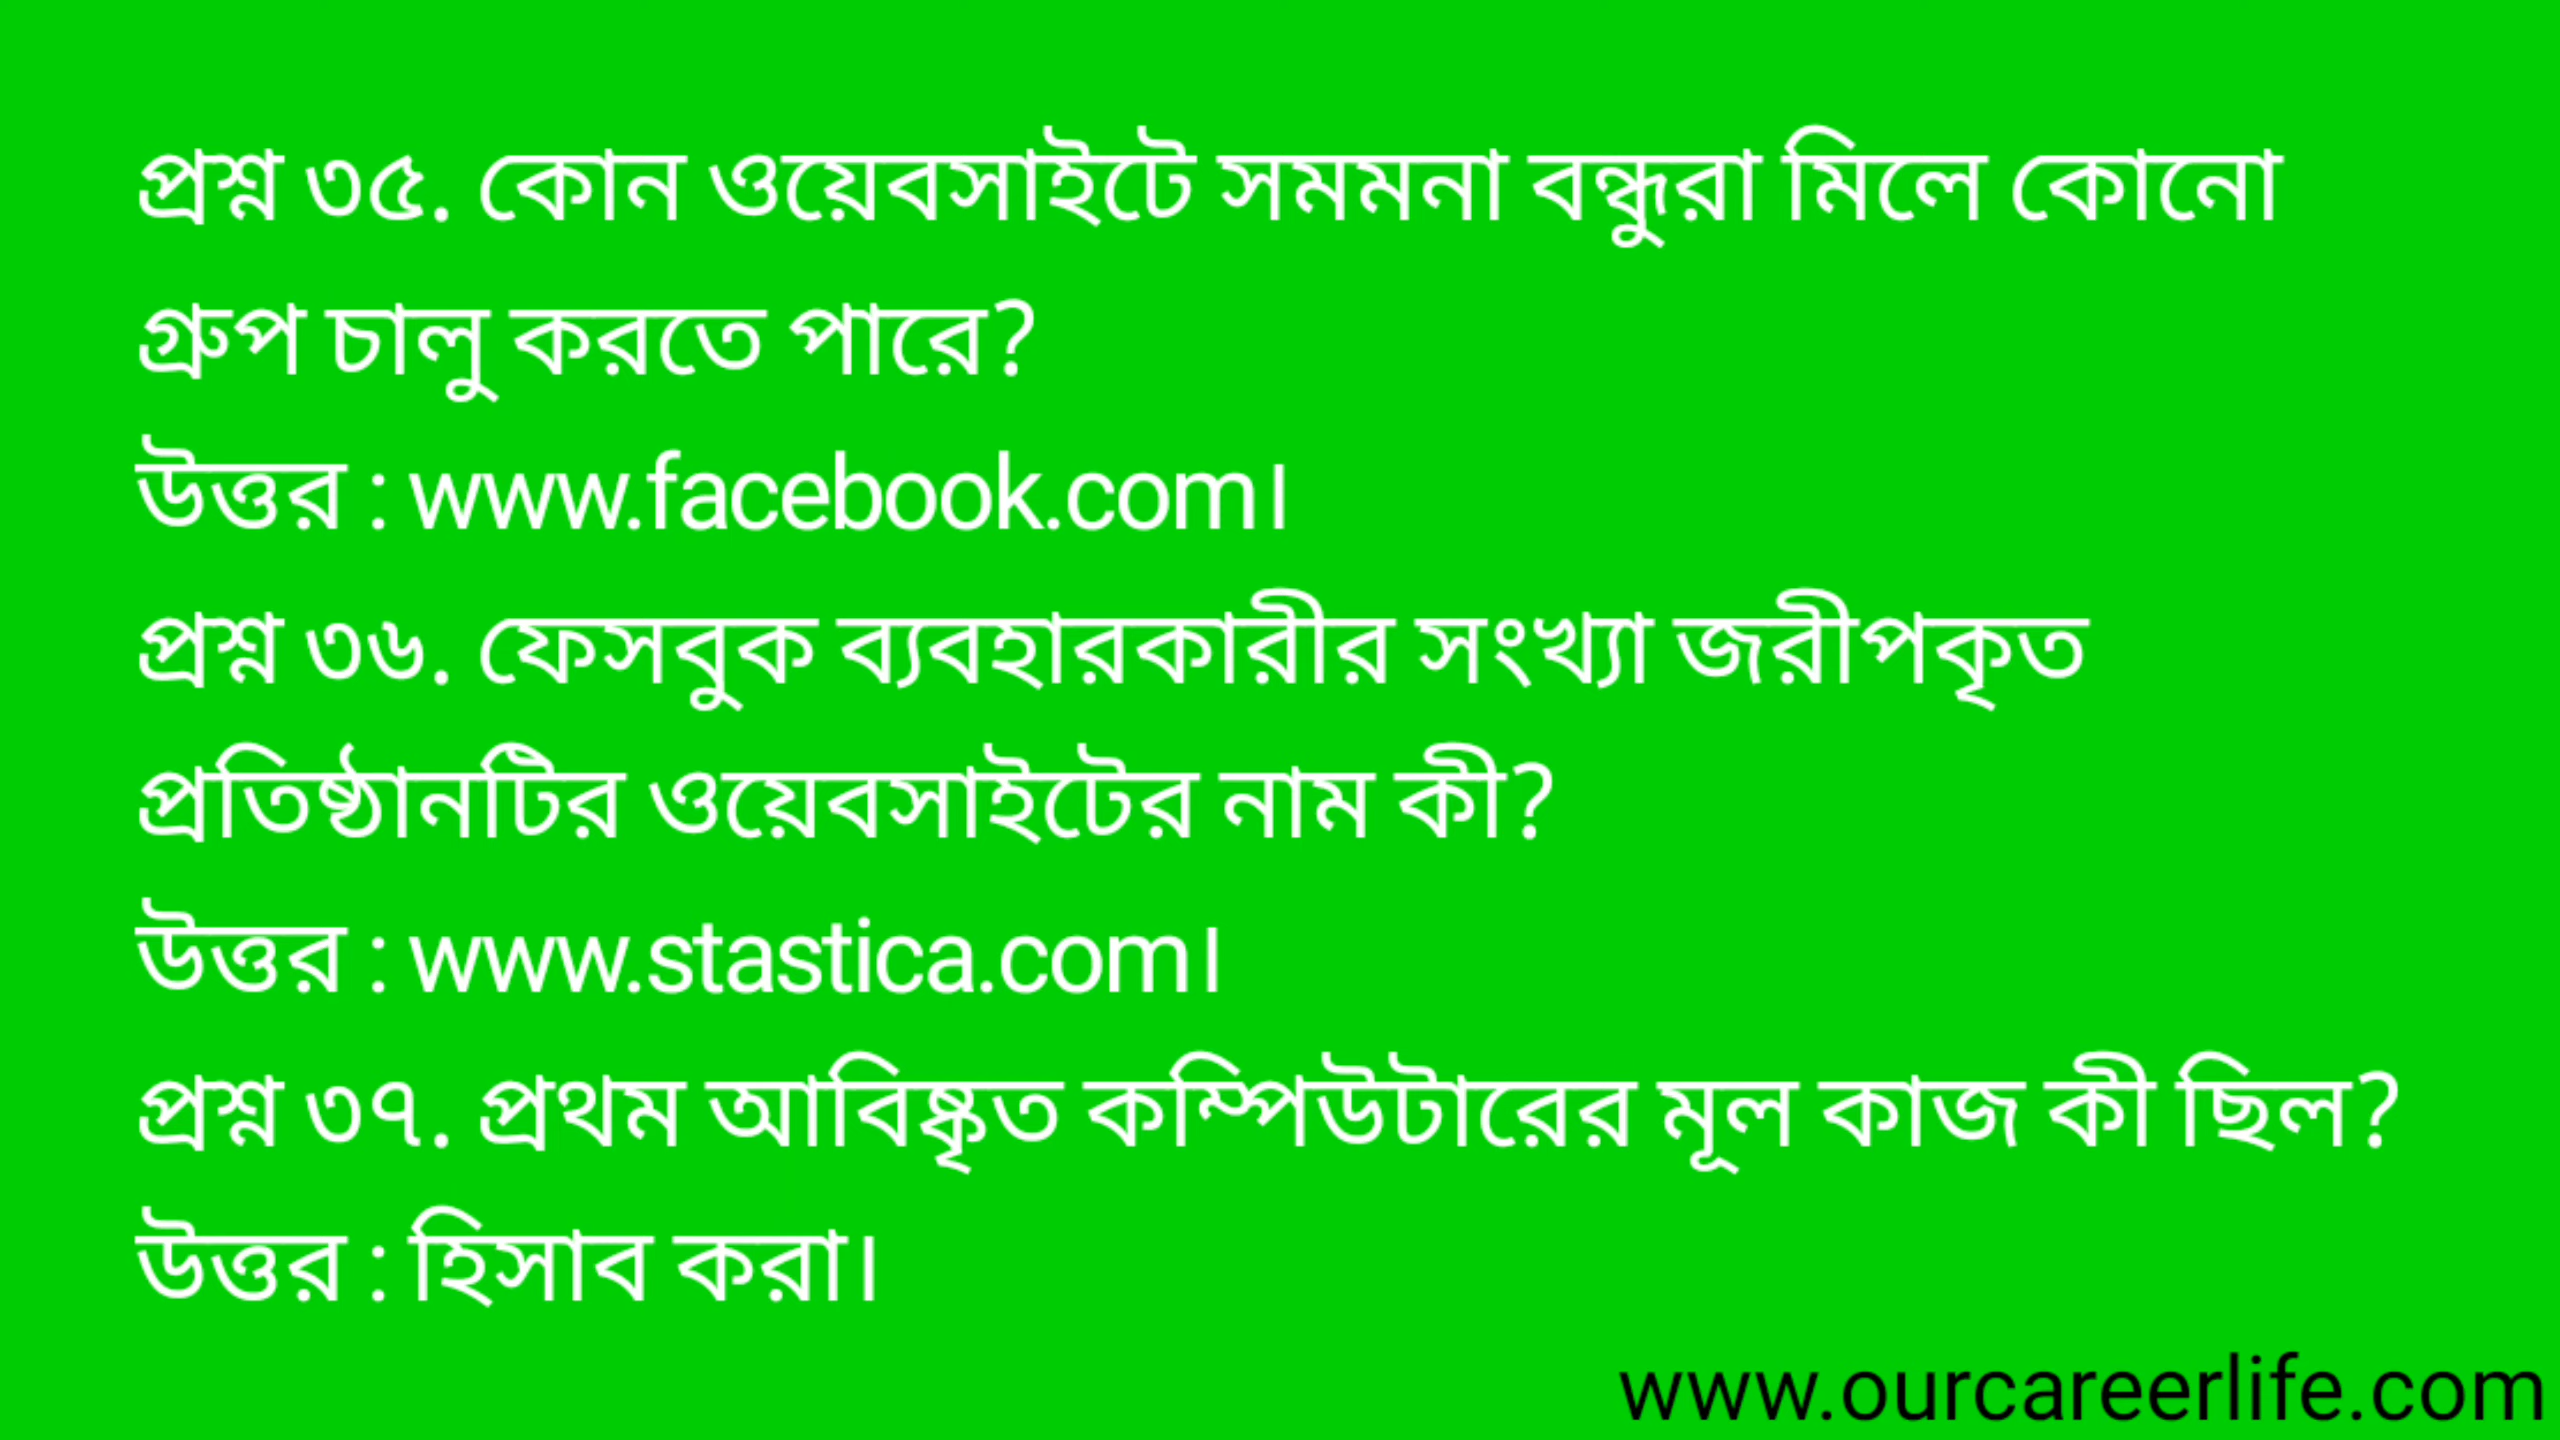 প্রশ্ন ৩৫. কোন ওয়েবসাইটে সমমনা বন্ধুরা মিলে কোনো
গ্রুপ চালু করতে পারে?
উত্তর : www.facebook.com।
প্রশ্ন ৩৬. ফেসবুক ব্যবহারকারীর সংখ্যা জরীপকৃত
প্রতিষ্ঠানটির ওয়েবসাইটের নাম কী?
উত্তর : www.stastica.com।
প্রশ্ন ৩৭. প্রথম আবিষ্কৃত কম্পিউটারের মূল কাজ কী ছিল?
উত্তর : হিসাব করা।
www.ourcareerlife.com